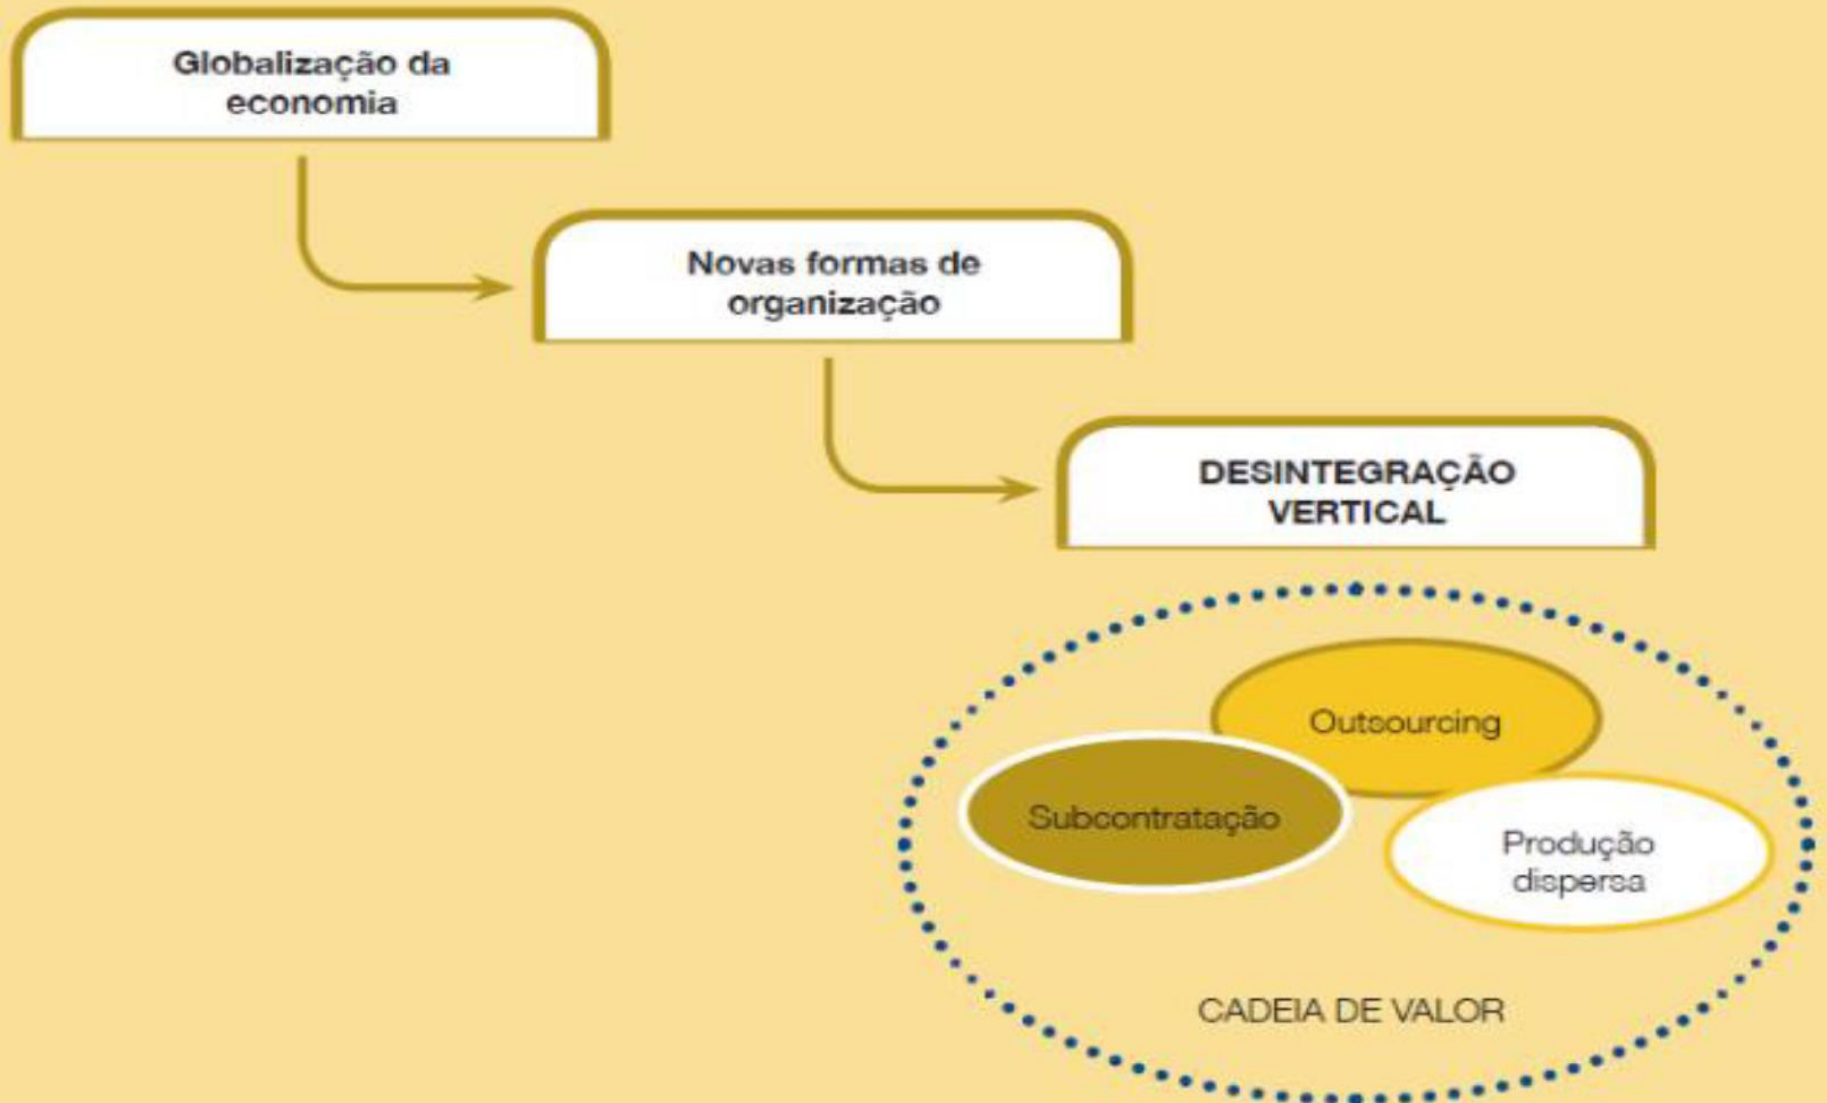 Globalização da
economia
Novas formas de
organização
DESINTEGRAÇÃO
VERTICAL
Outsourcing
Subcontratação
Produção
dispersa
CADEIA DE VALOR